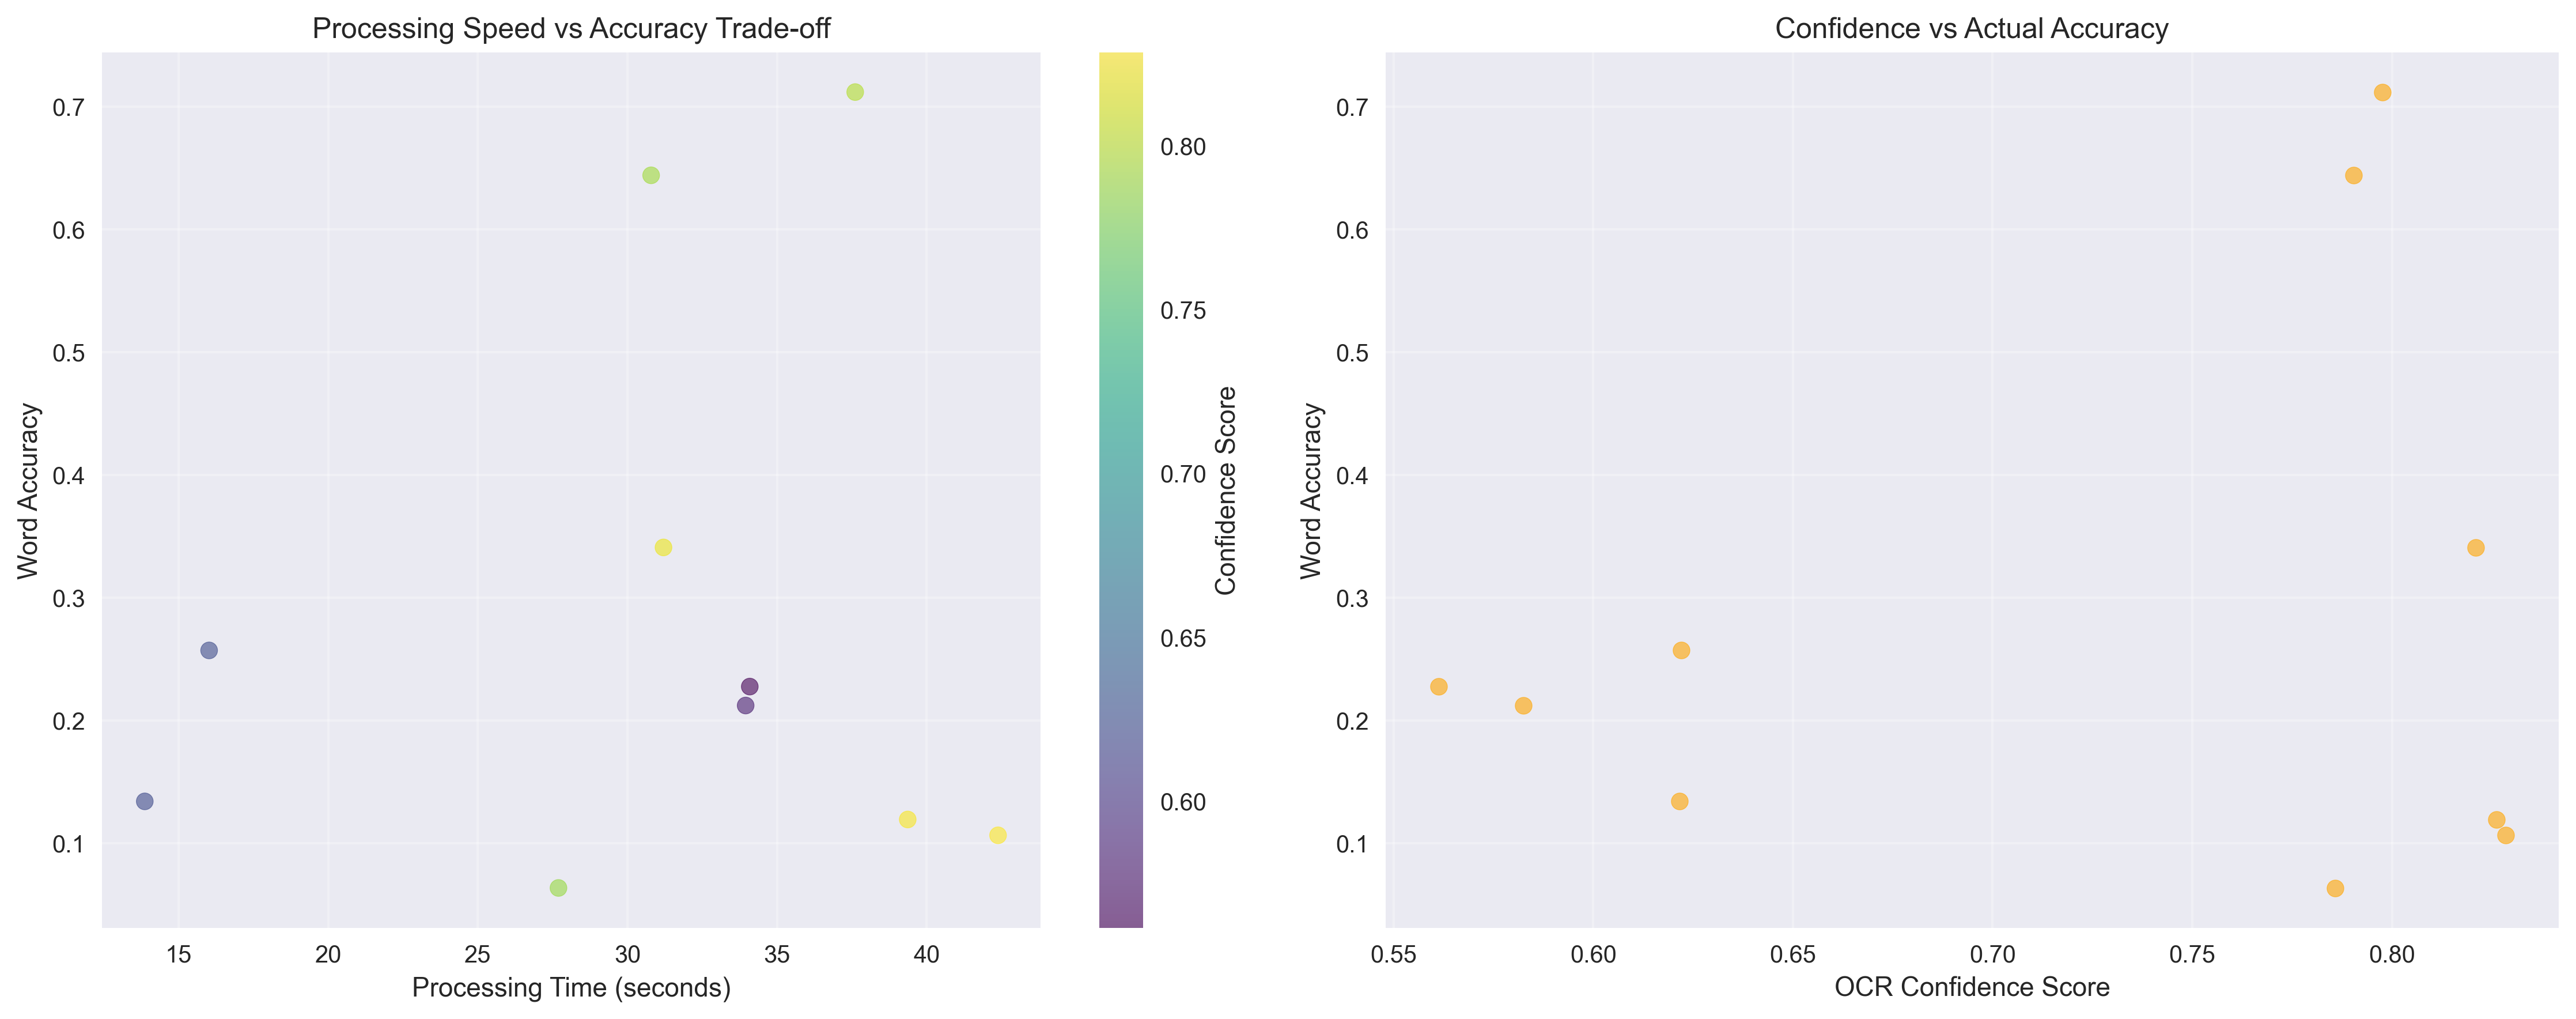 Processing Speed vs Accuracy Trade-off
Word Accuracy
0.7
0.6
0.5
0.4
0.3
0.2
0.1
15 20 25 30 35 40
Processing Time (seconds)
0.80
0.75
0.70
0.65
0.60
Confidence Score
Confidence vs Actual Accuracy
Word Accuracy
0.7
0.6
0.5
0.4
0.3
0.2
0.1
0.55 0.60 0.65 0.70 0.75 0.80
OCR Confidence Score